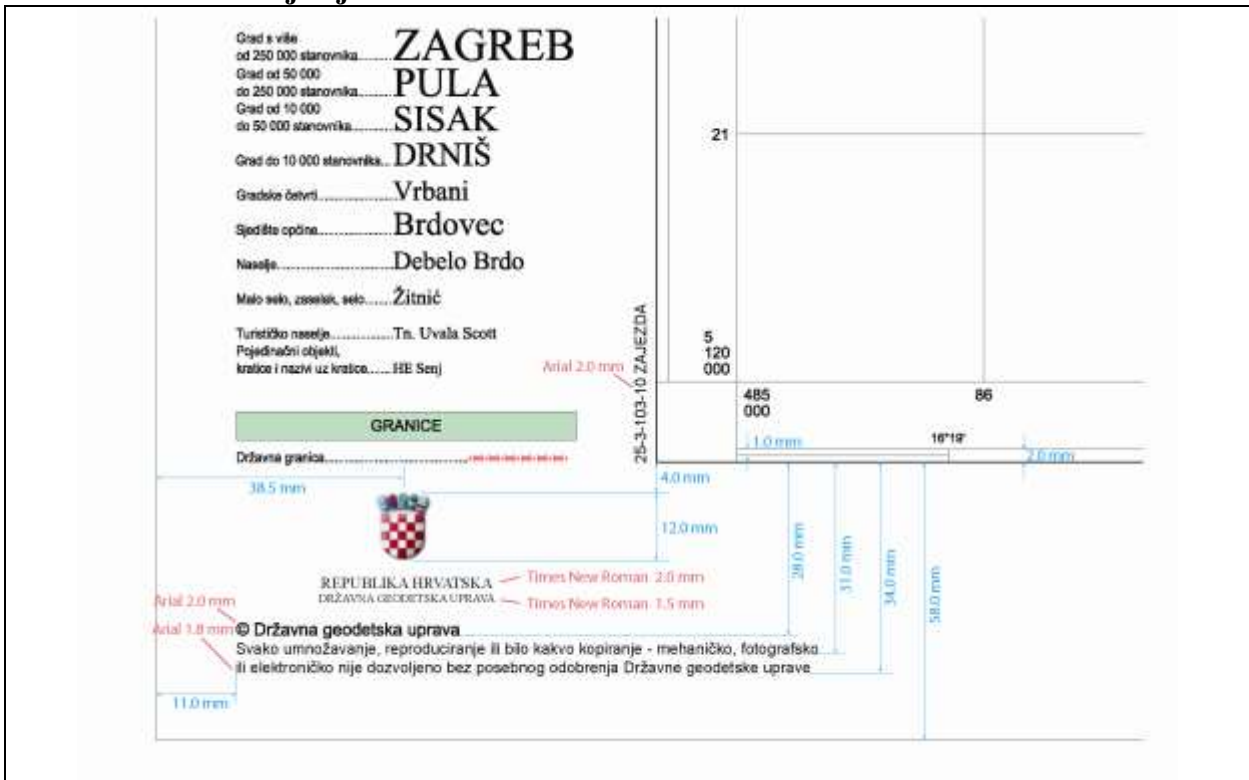 Grad s više
od 250 000 stanovnika........ZAGREB
Grad od 50 000
do 250 000 stanovnika........PULA
Grad od 10 000
do 50 000 stanovnika..........SISAK
Grad do 10 000 stanovnika...DRNIŠ
Gradske četvrti...................Vrbani
Sjedište općine...................Brdovec
Naselje.............................Debelo Brdo
Malo selo, zaselak, selo.......Žitnić
Turističko naselje................Tn. Uvala Scott
Pojedinačni objekti,
kratice i nazivi uz kratice......HE Senj
GRANICE
Državna granica
38.5 mm
REPUBLIKA HRVATSKA
Times New Roman 2.0 mm
DRŽAVNA GEODETSKA UPRAVA
Times New Roman 1.5 mm
Arial 2.0 mm
Arial 1.8 mm
© Državna geodetska uprava
Svako umnožavanje, reproduciranje ili bilo kakvo kopiranje - mehaničko, fotografsko
ili elektroničko nije dozvoljeno bez posebnog odobrenja Državne geodetske uprave
11.0 mm
Arial 2.0 mm
25-3-103-10 ZAJEZDA
21
5
120
000
485
000
86
16°19'
1.0 mm
2.0 mm
4.0 mm
12.0 mm
28.0 mm
31.0 mm
34.0 mm
58.0 mm